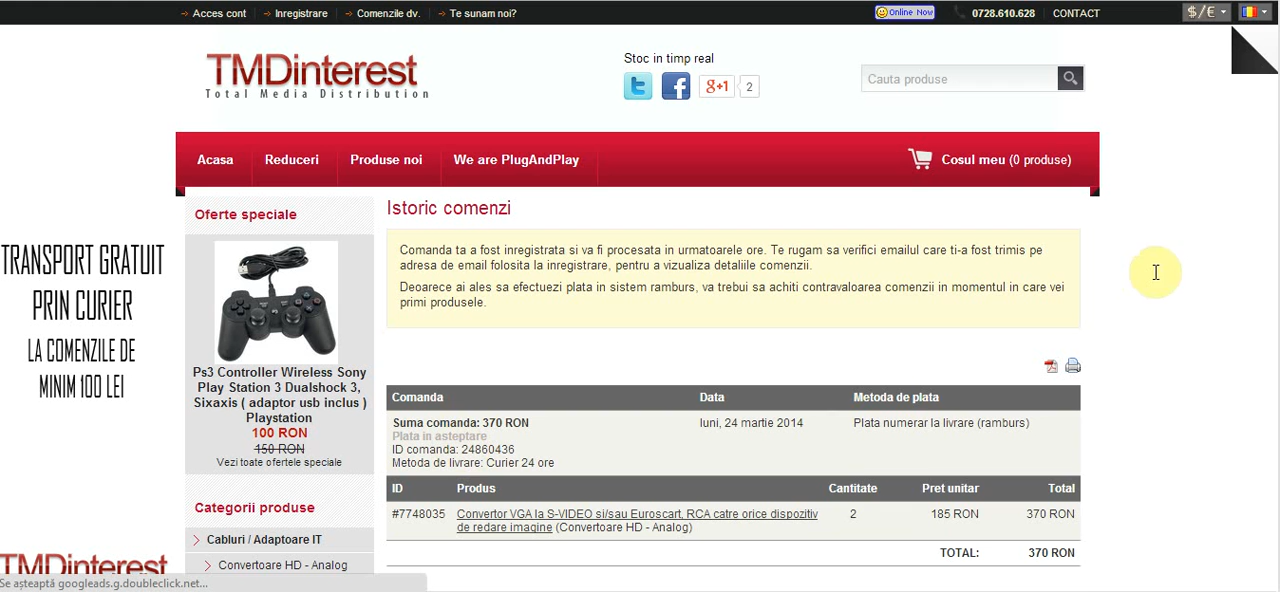 Acces cont
Inregistrare
Comenzile dv.
Te sunam noi?
Online Now
0728.610.628
CONTACT
$/€
TMDinterest
Total Media Distribution
Stoc in timp real
g+1
2
Cauta produse
Acasa
Reduceri
Produse noi
We are PlugAndPlay
Cosul meu (0 produse)
TRANSPORT GRATUIT
PRIN CURIER
LA COMENZILE DE
MINIM 100 LEI
TMDinterest
Oferte speciale
Ps3 Controller Wireless Sony
Play Station 3 Dualshock 3,
Sixaxis ( adaptor usb inclus )
Playstation
100 RON
150 RON
Vezi toate ofertele speciale
Categorii produse
Cabluri / Adaptoare IT
Convertoare HD - Analog
Istoric comenzi
Comanda ta a fost inregistrata si va fi procesata in urmatoarele ore. Te rugam sa verifici emailul care ti-a fost trimis pe
adresa de email folosita la inregistrare, pentru a vizualiza detaliile comenzii.
Deoarece ai ales sa efectuezi plata in sistem ramburs, va trebui sa achiti contravaloarea comenzii in momentul in care vei
primi produsele.
Comanda Data Metoda de plata
Suma comanda: 370 RON luni, 24 martie 2014 Plata numerar la livrare (ramburs)
Plata in asteptare
ID comanda: 24860436
Metoda de livrare: Curier 24 ore
ID Produs Cantitate Pret unitar Total
#7748035 Convertor VGA la S-VIDEO si/sau Euroscart, RCA catre orice dispozitiv 2 185 RON 370 RON
de redare imagine (Convertoare HD - Analog)
TOTAL: 370 RON
Se așteaptă googleads.g.doubleclick.net...